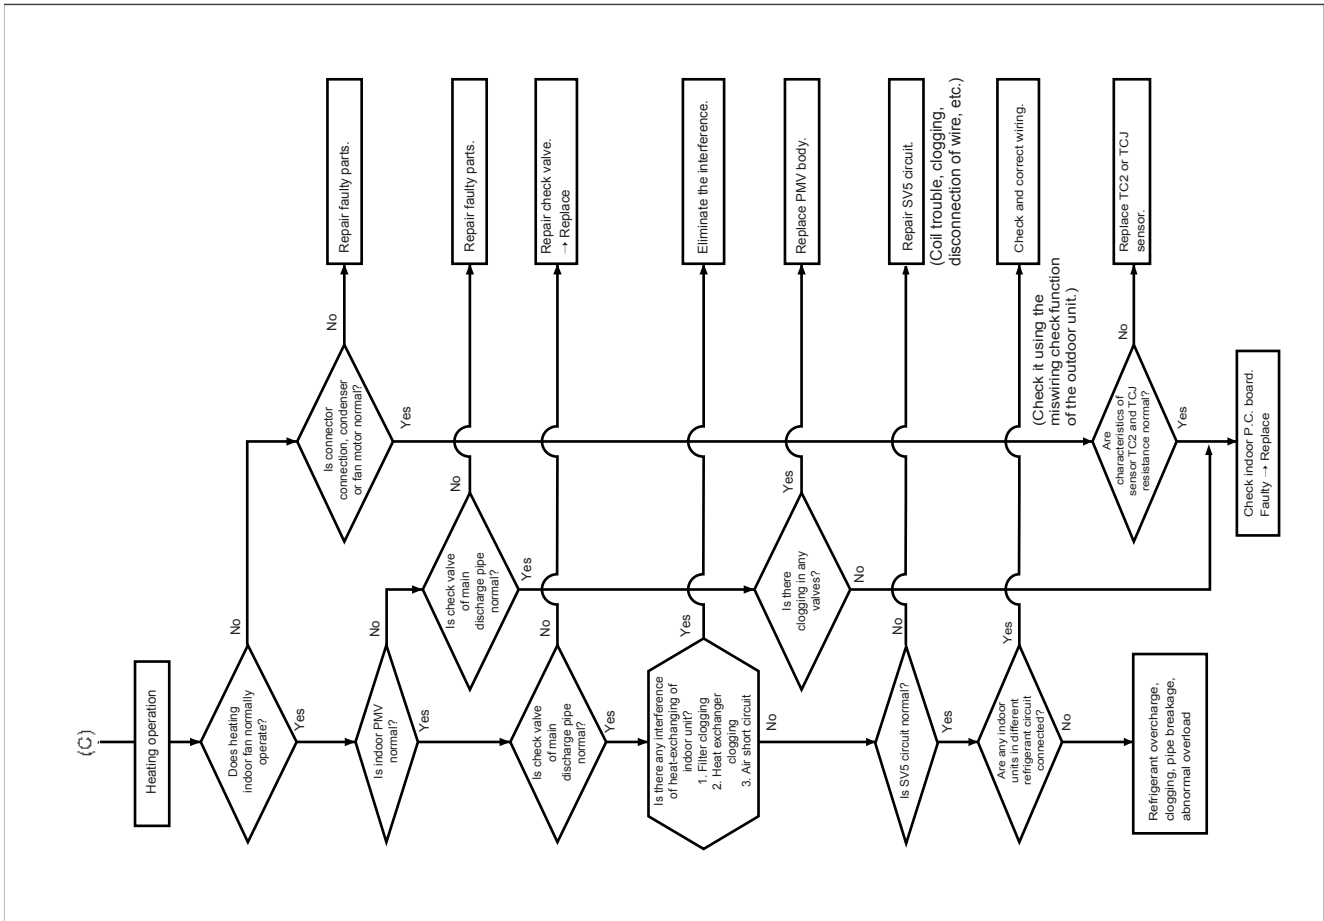 (C)
Heating operation
Does heating
indoor fan normally
operate?
No
Yes
Is connector
connection, condenser
or fan motor normal?
No
Yes
Repair faulty parts.
Is indoor PMV
normal?
No
Yes
Is check valve
of main
discharge pipe
normal?
No
Yes
Repair faulty parts.
Is check valve
of main
discharge pipe
normal?
No
Yes
Repair check valve.
→ Replace
Is there any interference
of heat-exchanging of
indoor unit?
1. Filter clogging
2. Heat exchanger
clogging
3. Air short circuit
Yes
No
Eliminate the interference.
Is there
clogging in any
valves?
Yes
No
Replace PMV body.
Is SV5 circuit normal?
No
Yes
Repair SV5 circuit.
(Coil trouble, clogging,
disconnection of wire, etc.)
Are any indoor
units in different
refrigerant circuit
connected?
Yes
No
Check and correct wiring.
(Check it using the
miswiring check function
of the outdoor unit.)
Are
characteristics of
sensor TC2 and TCJ
resistance normal?
No
Yes
Replace TC2 or TCJ
sensor.
Refrigerant overcharge,
clogging, pipe breakage,
abnormal overload
Check indoor P.C. board.
Faulty → Replace